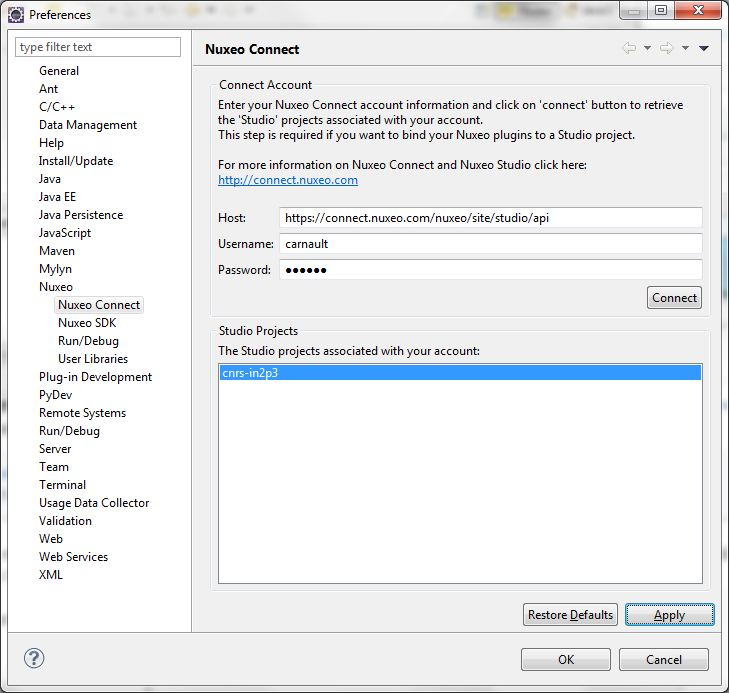 Preferences
type filter text
General
Ant
C/C++
Data Management
Help
Install/Update
Java
Java EE
Java Persistence
JavaScript
Maven
Mylyn
Nuxeo
Nuxeo Connect
Nuxeo SDK
Run/Debug
User Libraries
Plug-in Development
PyDev
Remote Systems
Run/Debug
Server
Team
Terminal
Usage Data Collector
Validation
Web
Web Services
XML
Nuxeo Connect
Connect Account
Enter your Nuxeo Connect account information and click on 'connect' button to retrieve
the 'Studio' projects associated with your account.
This step is required if you want to bind your Nuxeo plugins to a Studio project.
For more information on Nuxeo Connect and Nuxeo Studio click here:
http://connect.nuxeo.com
Host: https://connect.nuxeo.com/nuxeo/site/studio/api
Username: carnault
Password: ●●●●●●
Connect
Studio Projects
The Studio projects associated with your account:
cnrs-in2p3
Restore Defaults Apply
? OK Cancel